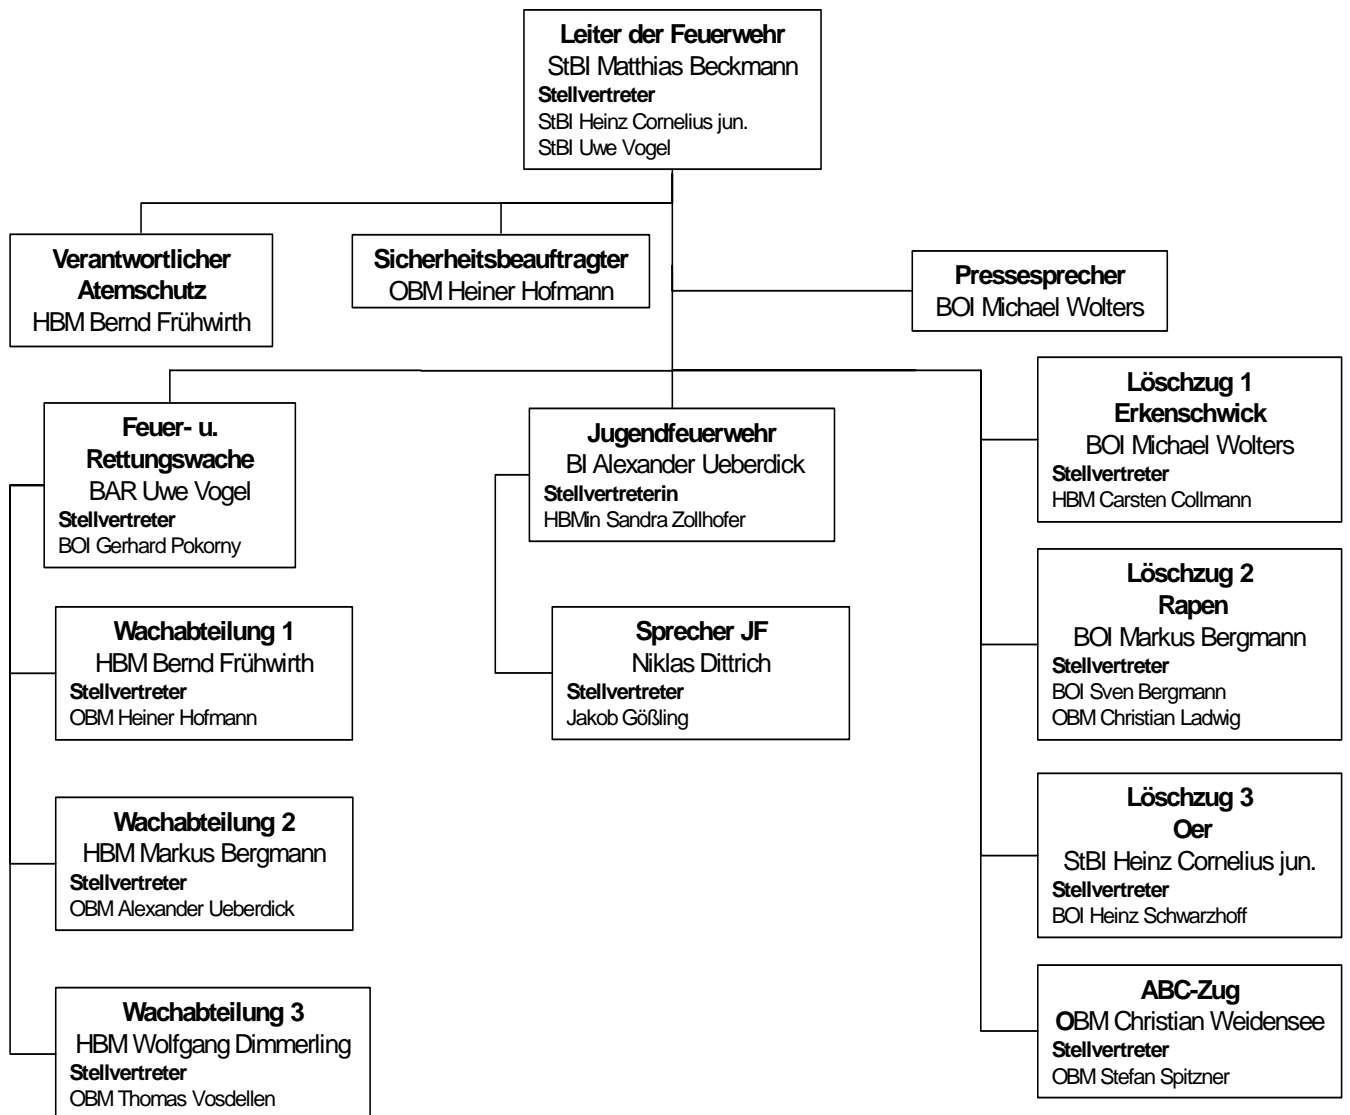 Leiter der Feuerwehr
StBI Matthias Beckmann
Stellvertreter
StBI Heinz Cornelius jun.
StBI Uwe Vogel
Verantwortlicher
Atemschutz
HBM Bernd Frühwirth
Sicherheitsbeauftragter
OBM Heiner Hofmann
Pressesprecher
BOI Michael Wolters
Feuer- u.
Rettungswache
BAR Uwe Vogel
Stellvertreter
BOI Gerhard Pokorny
Wachabteilung 1
HBM Bernd Frühwirth
Stellvertreter
OBM Heiner Hofmann
Wachabteilung 2
HBM Markus Bergmann
Stellvertreter
OBM Alexander Ueberdick
Wachabteilung 3
HBM Wolfgang Dimmerling
Stellvertreter
OBM Thomas Vosdellen
Jugendfeuerwehr
BI Alexander Ueberdick
Stellvertreterin
HBMin Sandra Zollhofer
Sprecher JF
Niklas Dittrich
Stellvertreter
Jakob Gößling
Löschzug 1
Erkenschwick
BOI Michael Wolters
Stellvertreter
HBM Carsten Collmann
Löschzug 2
Rapen
BOI Markus Bergmann
Stellvertreter
BOI Sven Bergmann
OBM Christian Ladwig
Löschzug 3
Oer
StBI Heinz Cornelius jun.
Stellvertreter
BOI Heinz Schwarzhoff
ABC-Zug
OBM Christian Weidensee
Stellvertreter
OBM Stefan Spitzner